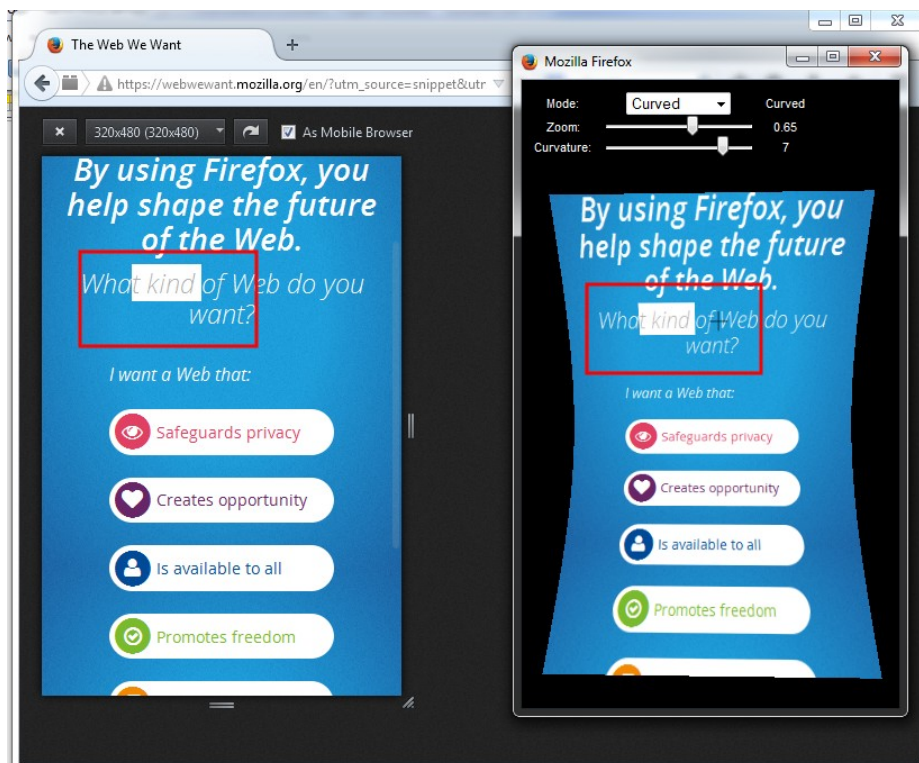 The Web We Want
https://webwewant.mozilla.org/en/?utm_source=snippet&utr
320x480 (320x480)
As Mobile Browser
By using Firefox, you
help shape the future
of the Web.
What kind of Web do you
want?
I want a Web that:
Safeguards privacy
Creates opportunity
Is available to all
Promotes freedom
Mozilla Firefox
Mode: Curved Curved
Zoom: 0.65
Curvature: 7
By using Firefox, you
help shape the future
of the Web.
What kind of Web do you
want?
I want a Web that:
Safeguards privacy
Creates opportunity
Is available to all
Promotes freedom